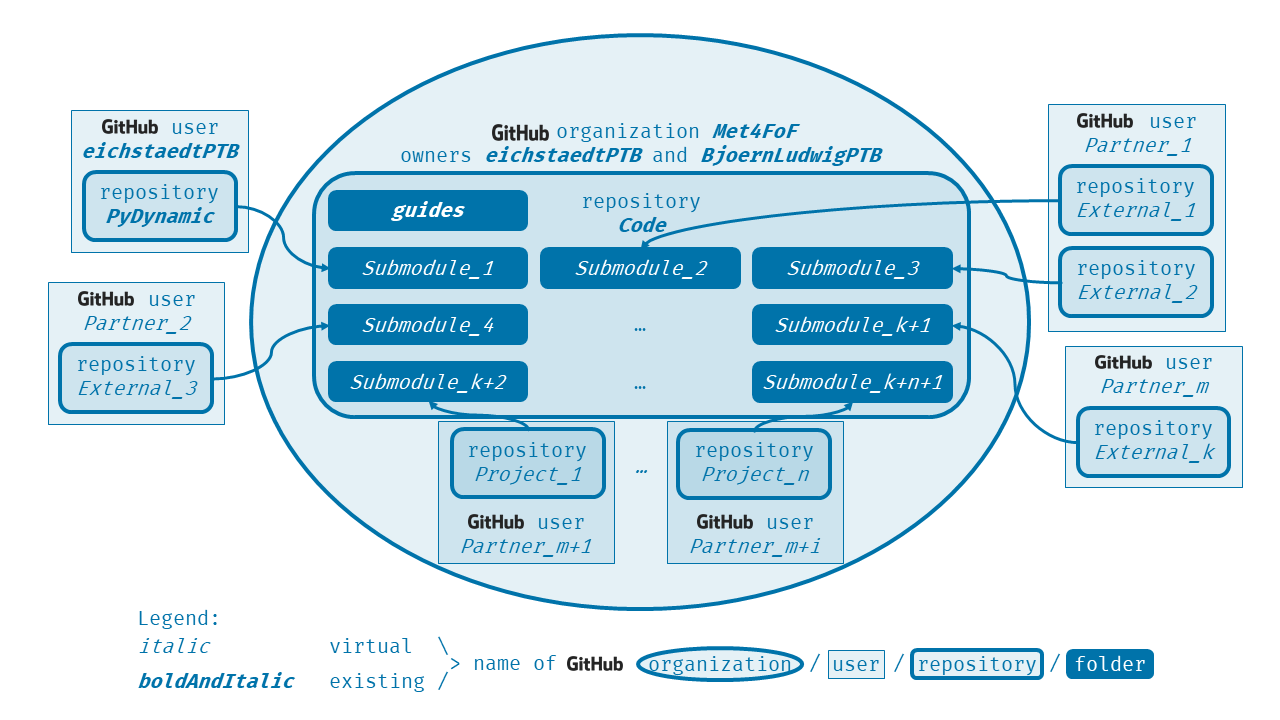 GitHub organization Met4FoF
owners eichstaedtPTB and BjoernLudwigPTB
GitHub user
eichstaedtPTB
repository
PyDynamic
GitHub user
Partner_2
repository
External_3
repository
Code
guides
Submodule_1
Submodule_2
Submodule_3
Submodule_4
…
Submodule_k+1
Submodule_k+2
…
Submodule_k+n+1
GitHub user
Partner_1
repository
External_1
repository
External_2
GitHub user
Partner_m
repository
External_k
repository
Project_1
GitHub user
Partner_m+1
…
repository
Project_n
GitHub user
Partner_m+i
Legend:
italic virtual \
> name of GitHub organization / user / repository / folder
boldAndItalic existing /